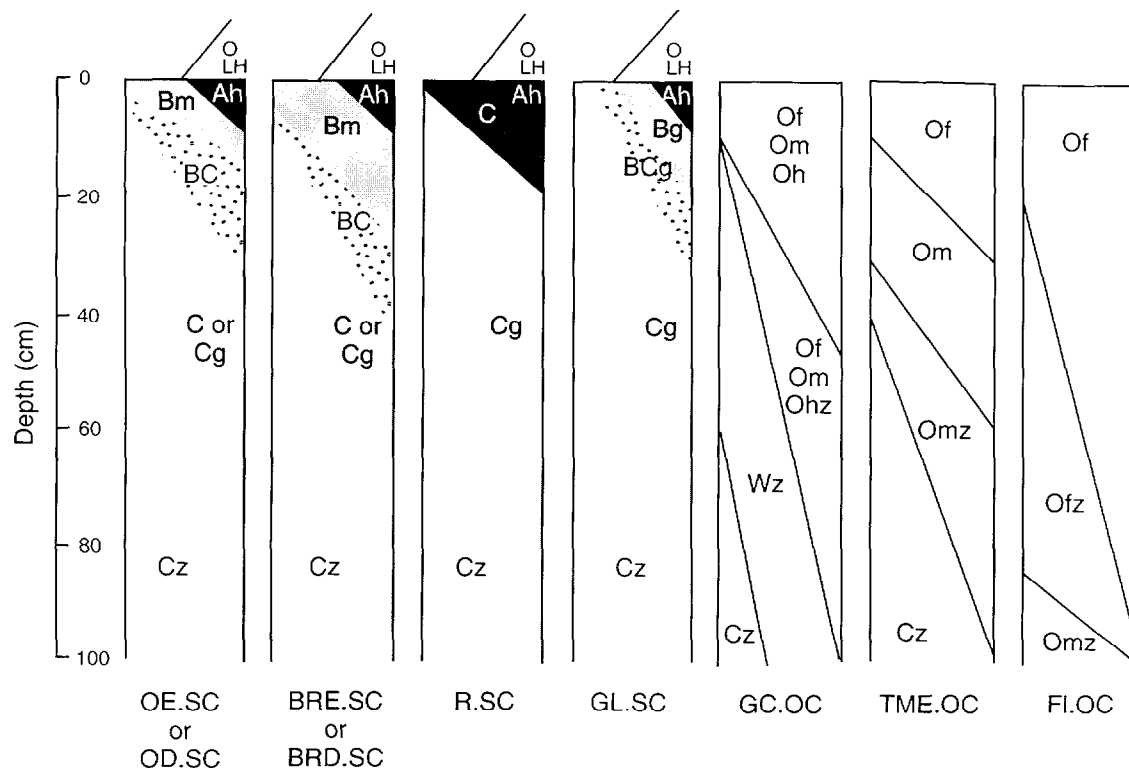 O
LH
O
LH
O
LH
O
LH
Depth (cm)
0
20
40
60
80
100
Bm
Ah
BC
C or
Cg
Cz
OE.SC
or
OD.SC
Ah
Bm
BC
C or
Cg
Cz
BRE.SC
or
BRD.SC
Ah
C
Cg
Cz
R.SC
Ah
Bg
BCg
Cg
Cz
GL.SC
Of
Om
Oh
Of
Om
Ohz
Wz
Cz
GC.OC
Of
Om
Omz
Cz
TME.OC
Of
Ofz
Omz
FI.OC